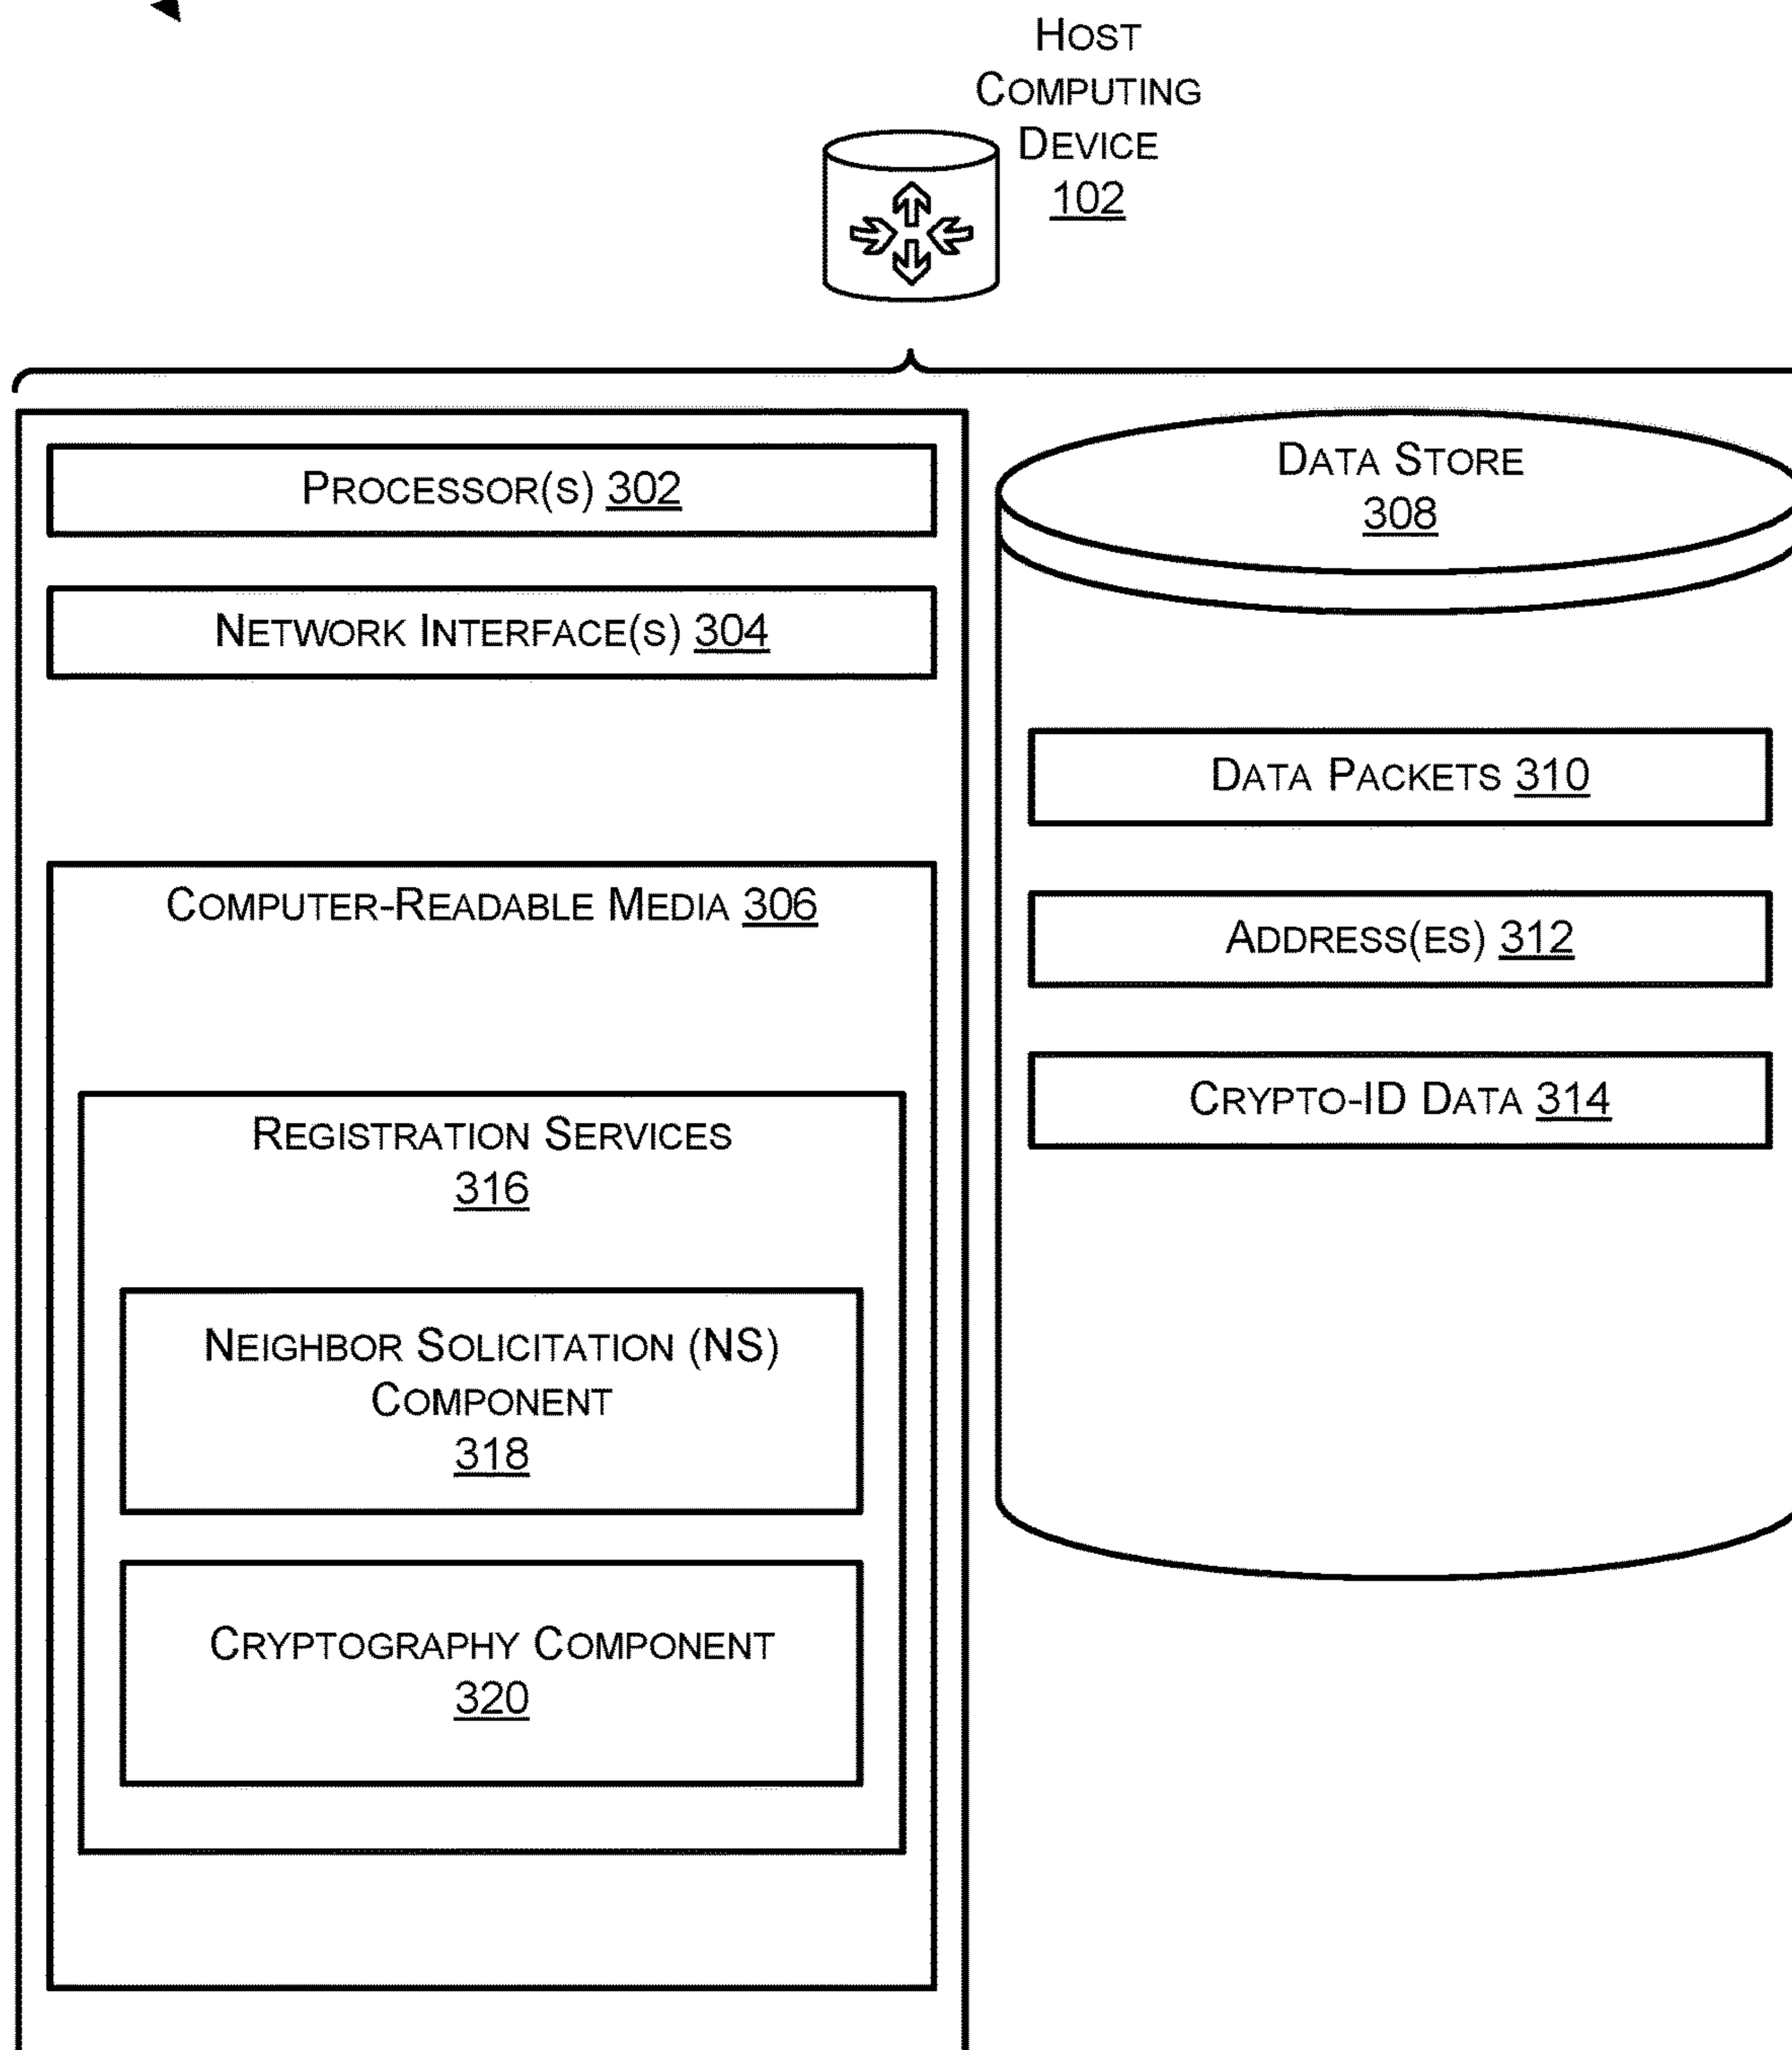 HOST
COMPUTING
DEVICE
102
PROCESSOR(S) 302
NETWORK INTERFACE(S) 304
COMPUTER-READABLE MEDIA 306
REGISTRATION SERVICES
316
NEIGHBOR SOLICITATION (NS)
COMPONENT
318
CRYPTOGRAPHY COMPONENT
320
DATA STORE
308
DATA PACKETS 310
ADDRESS(ES) 312
CRYPTO-ID DATA 314